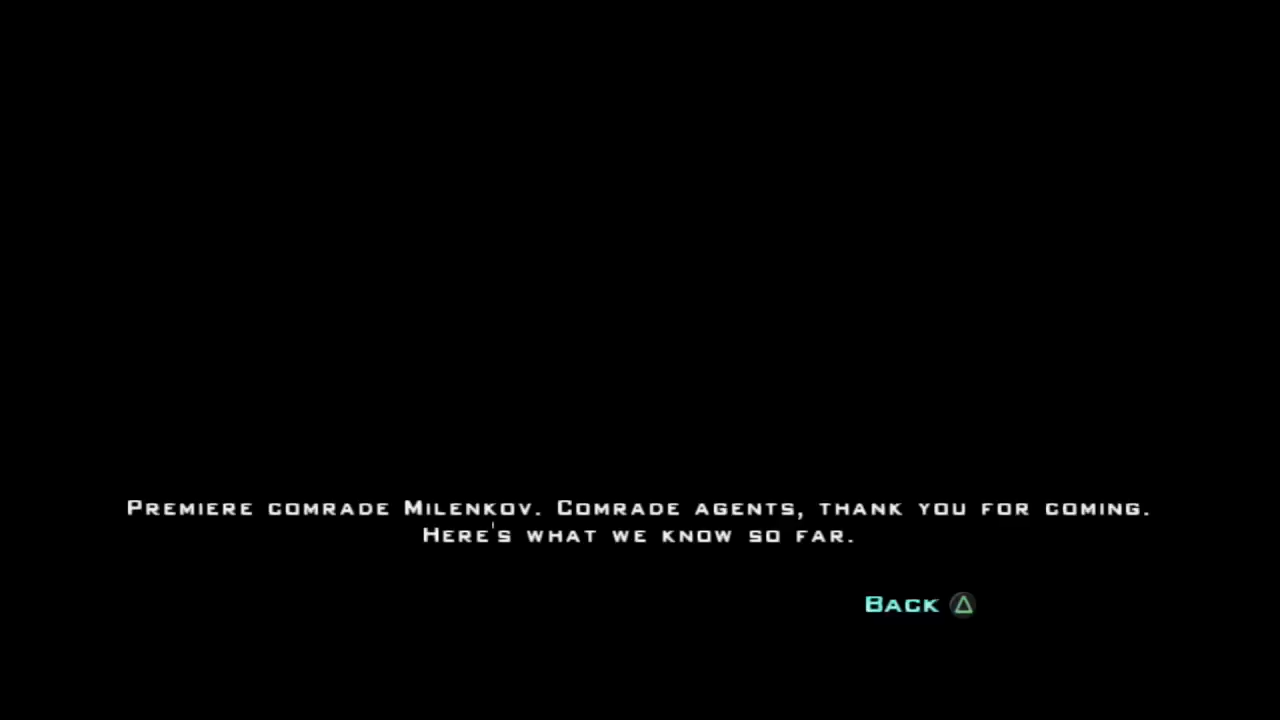 Premiere comrade Milenkov. Comrade agents, thank you for coming.
Here's what we know so far.
Back